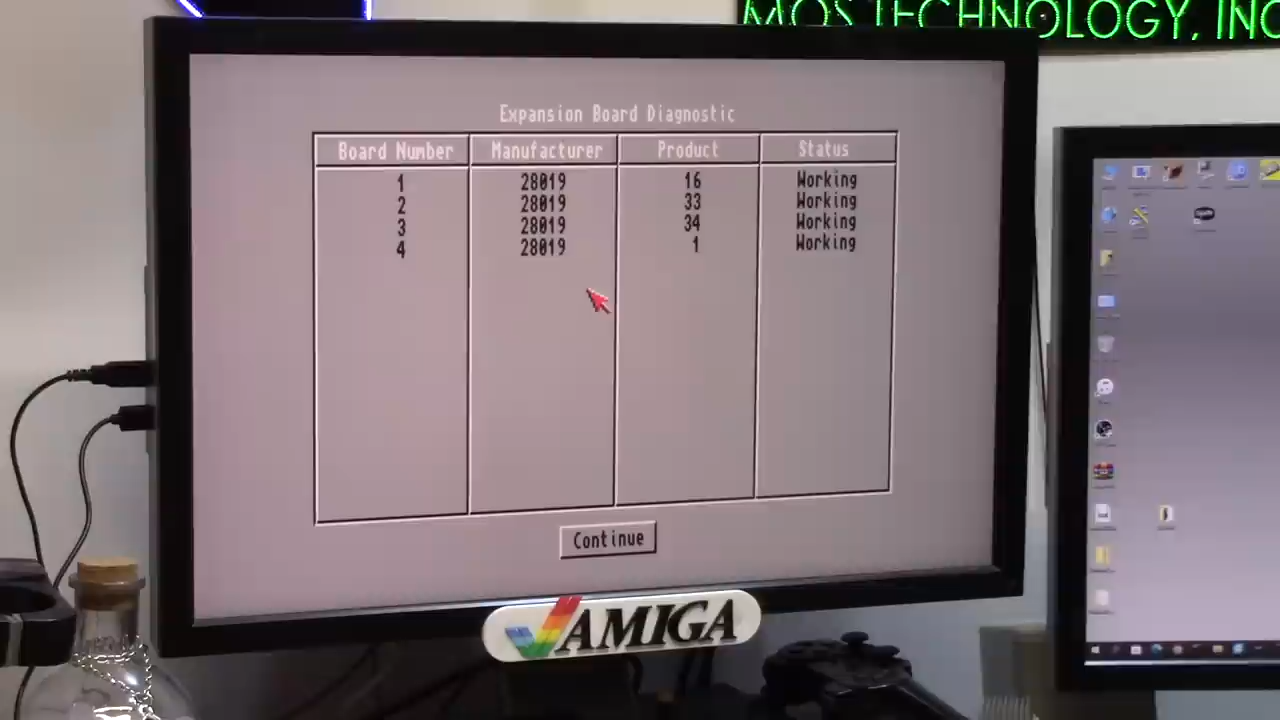 MOS TECHNOLOGY, INC
Expansion Board Diagnostic
Board Number Manufacturer Product Status
1 28019 16 Working
2 28019 33 Working
3 28019 34 Working
4 28019 1 Working
Continue
AMIGA